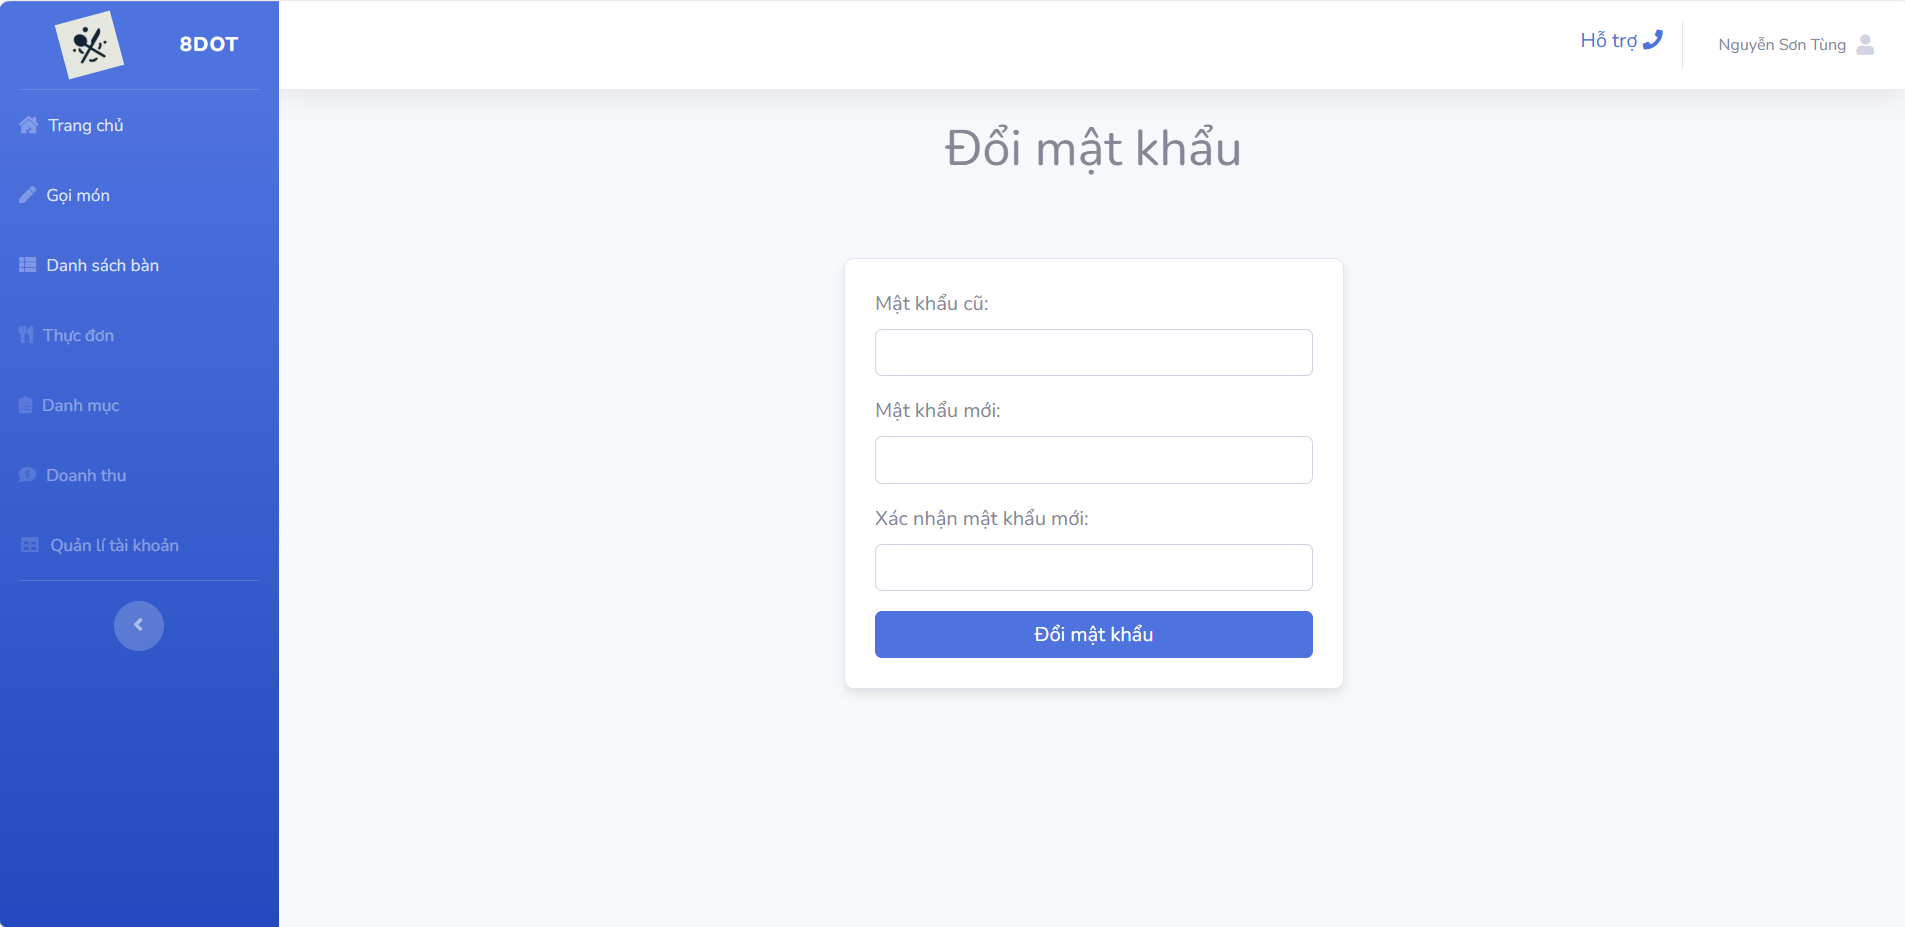 8DOT
Trang chủ
Gọi món
Danh sách bàn
Thực đơn
Danh mục
Doanh thu
Quản lí tài khoản
Hỗ trợ
Nguyễn Sơn Tùng
Đổi mật khẩu
Mật khẩu cũ:
Mật khẩu mới:
Xác nhận mật khẩu mới:
Đổi mật khẩu